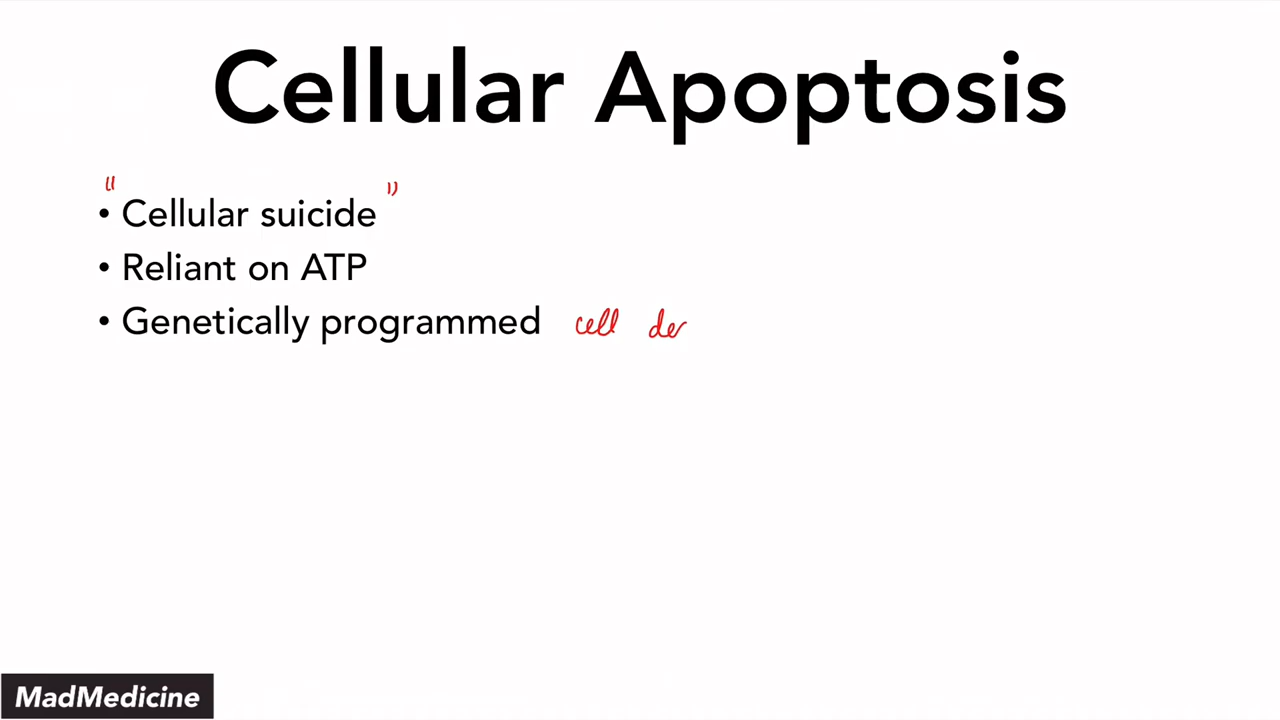 Cellular Apoptosis
• "Cellular suicide"
• Reliant on ATP
• Genetically programmed cell de
MadMedicine